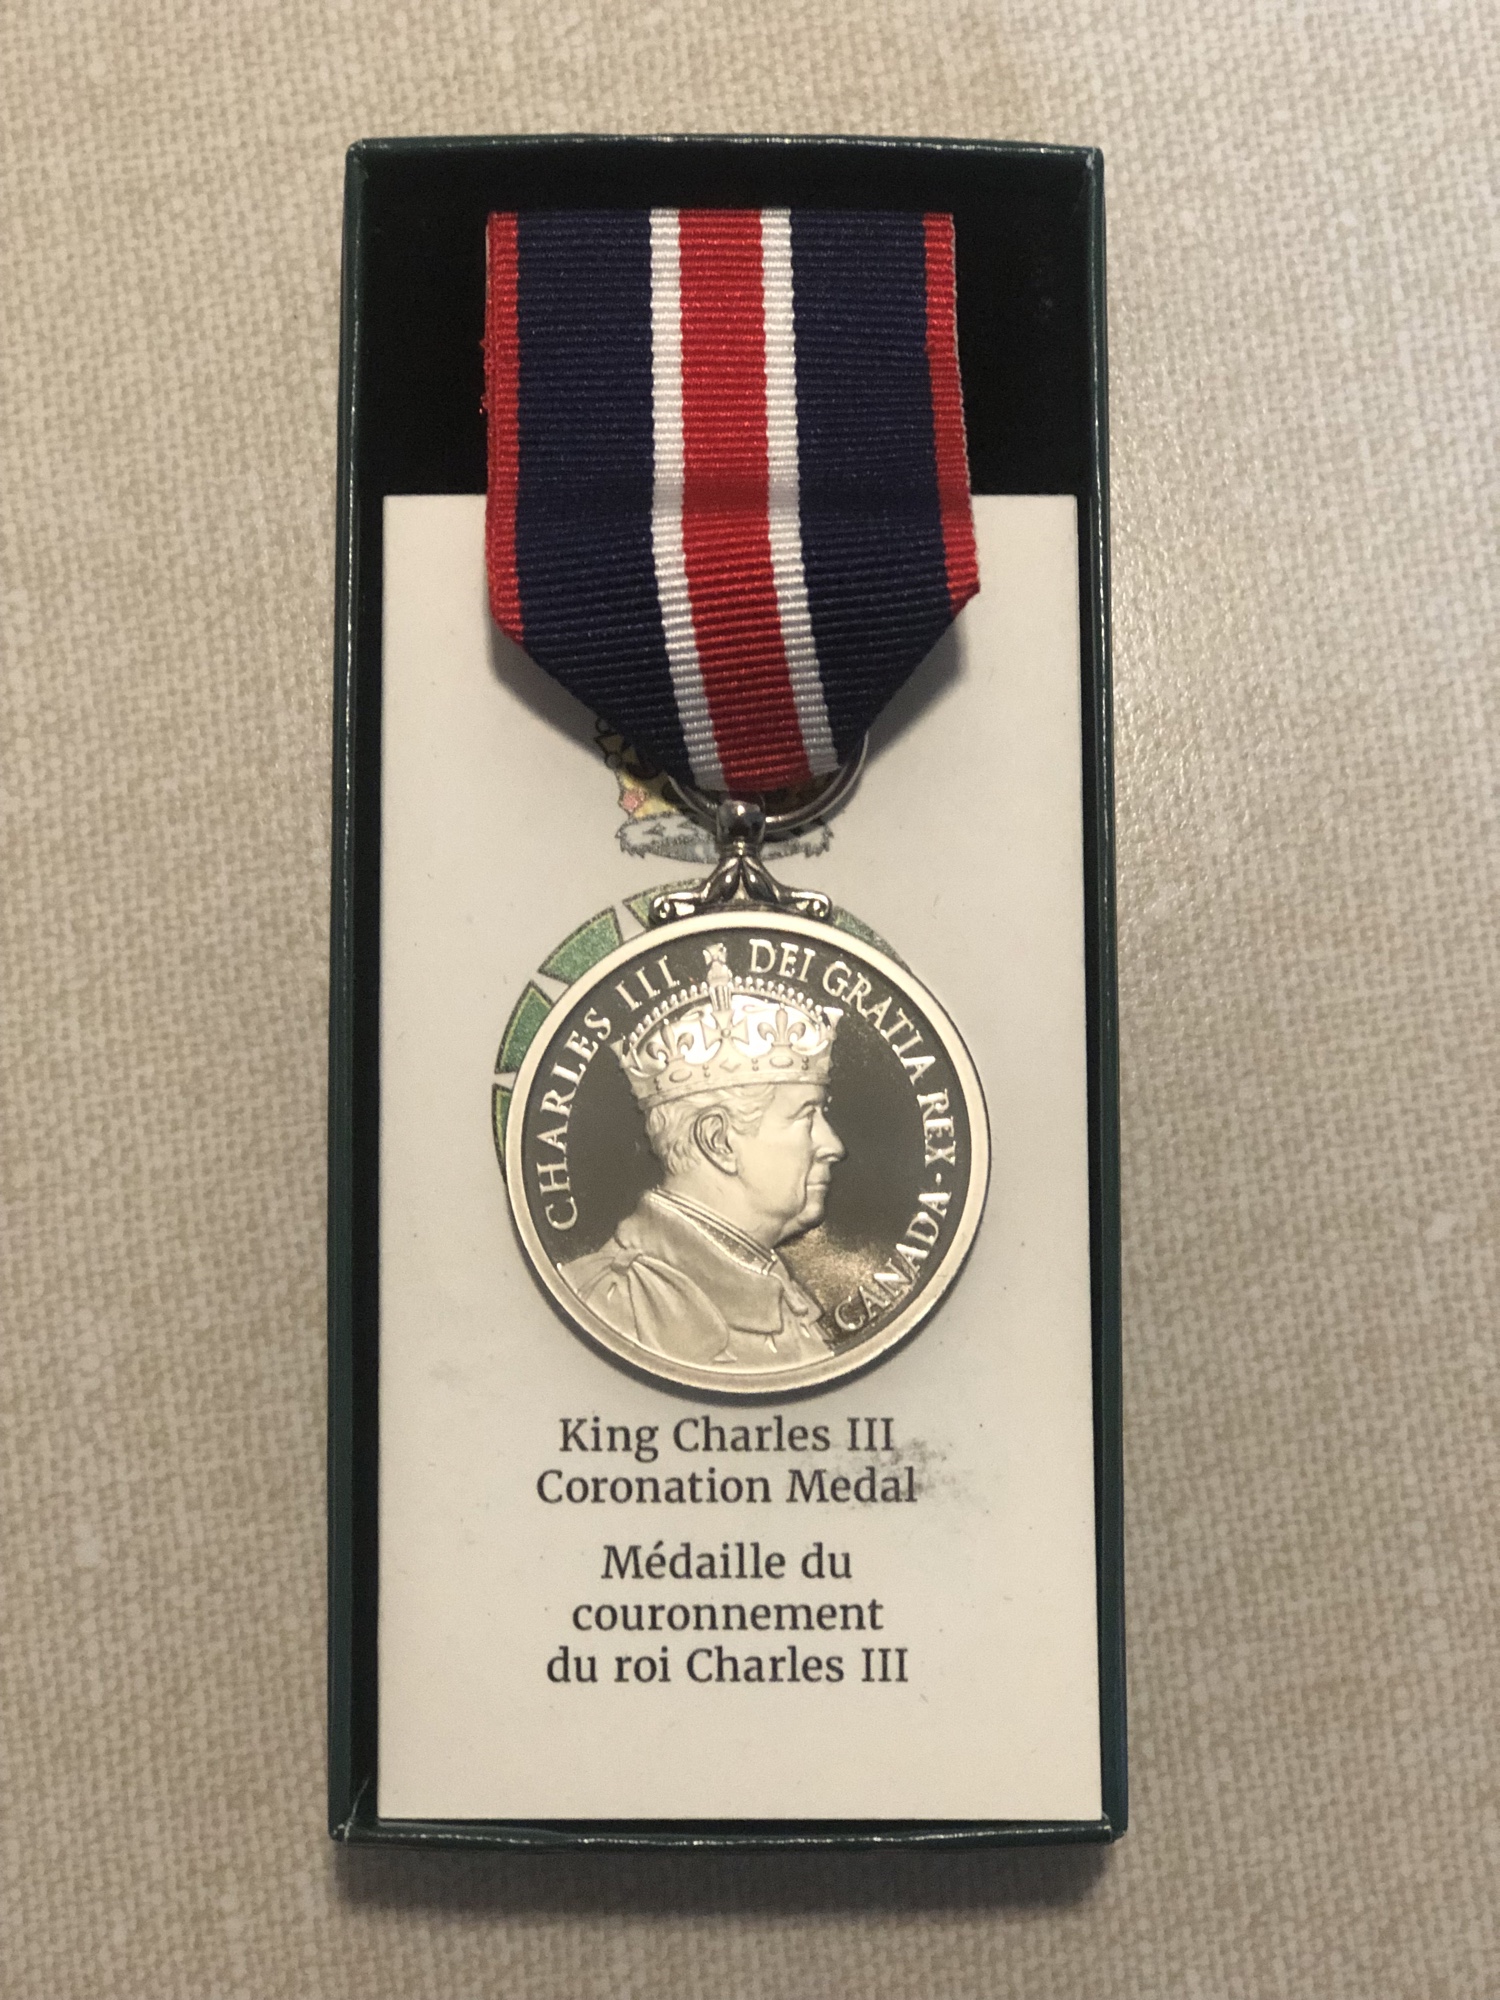 CHARLES III DEI GRATIA REX · CANADA
King Charles III
Coronation Medal
Médaille du
couronnement
du roi Charles III